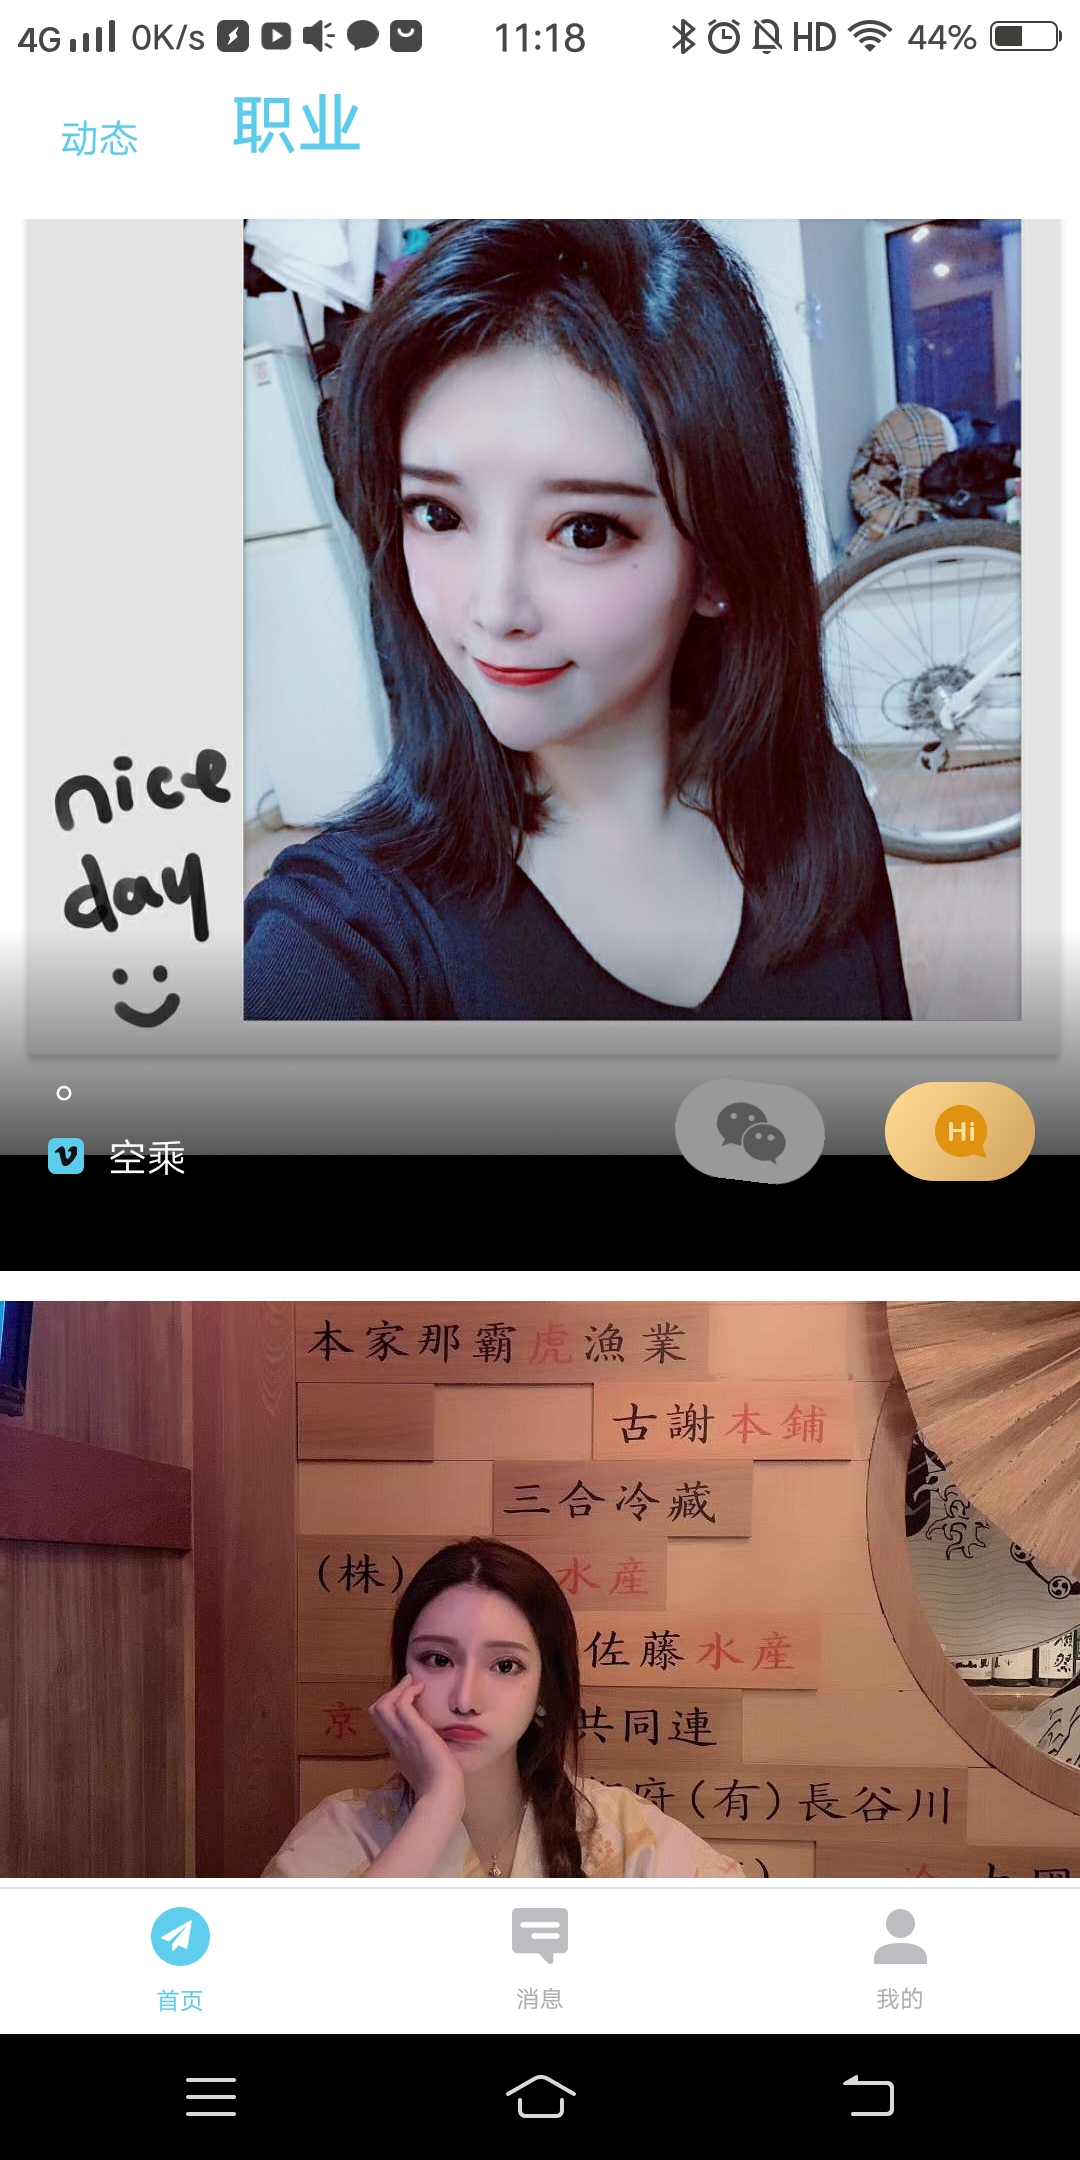 4G 0K/s 11:18 HD 44%
动态 职业
nice
day
空乘
Hi
本家那霸虎漁業
古謝本鋪
三合冷藏
(株) 水産
佐藤水産
京 共同連
府(有)長谷川
首页 消息 我的